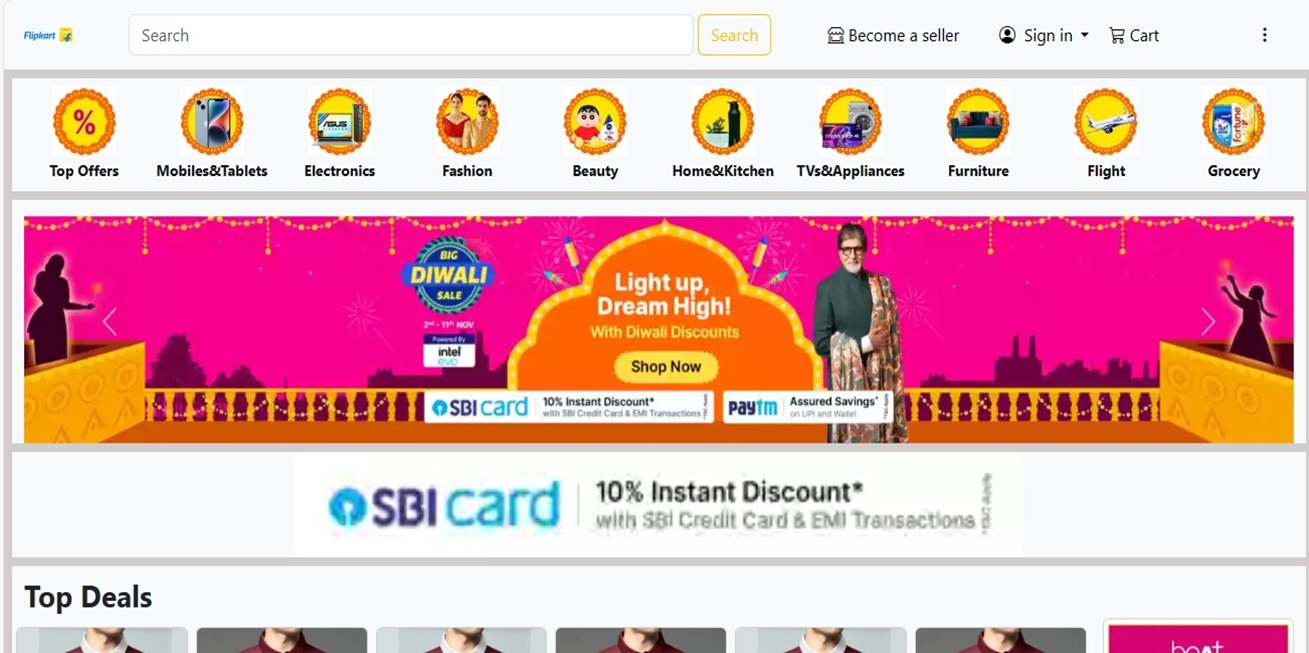 Flipkart
Search
Search
Become a seller
Sign in
Cart
%
ASUS
fortune
Top Offers
Mobiles&Tablets
Electronics
Fashion
Beauty
Home&Kitchen
TVs&Appliances
Furniture
Flight
Grocery
BIG
DIWALI
SALE
2nd - 11th NOV
Powered By
intel
evo
Light up,
Dream High!
With Diwali Discounts
Shop Now
SBI card
10% Instant Discount*
with SBI Credit Card & EMI Transactions
Paytm
Assured Savings*
on UPI and Wallet
SBI card
10% Instant Discount*
with SBI Credit Card & EMI Transactions
*T&C Apply
Top Deals
boAt